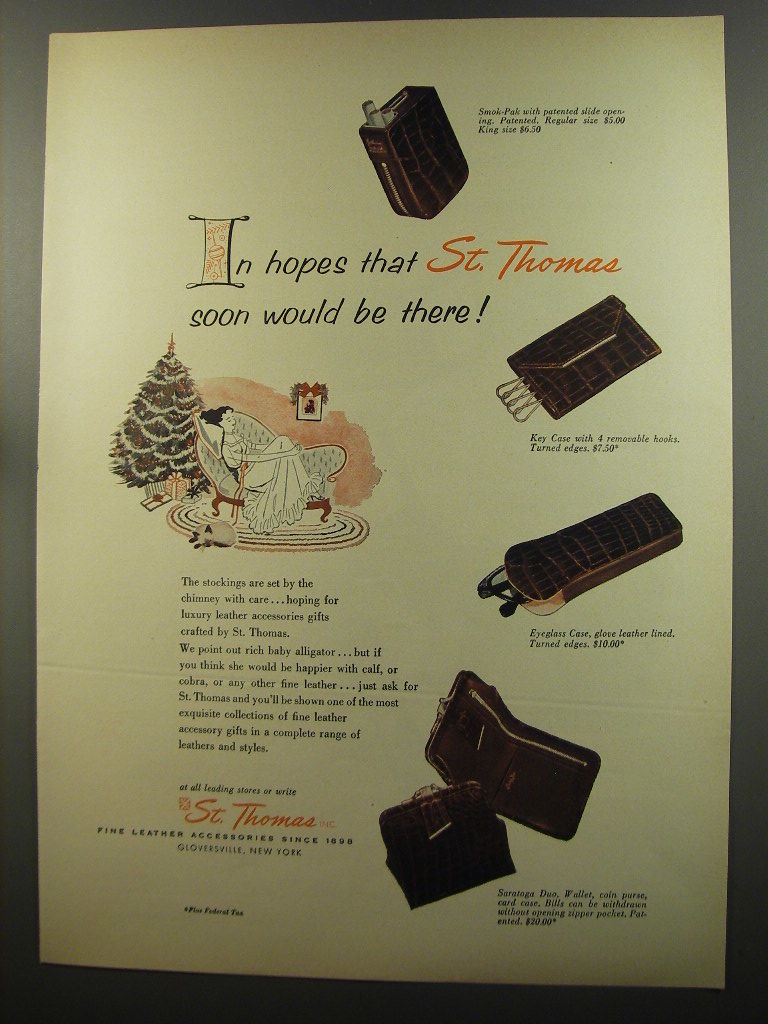 Smok-Pak with patented slide open-
ing. Patented. Regular size $5.00
King size $6.50
In hopes that St. Thomas
soon would be there!
Key Case with 4 removable hooks.
Turned edges. $7.50*
Eyeglass Case, glove leather lined.
Turned edges. $10.00*
The stockings are set by the
chimney with care...hoping for
luxury leather accessories gifts
crafted by St. Thomas.
We point out rich baby alligator...but if
you think she would be happier with calf, or
cobra, or any other fine leather...just ask for
St. Thomas and you'll be shown one of the most
exquisite collections of fine leather
accessory gifts in a complete range of
leathers and styles.
at all leading stores or write
St. Thomas INC.
FINE LEATHER ACCESSORIES SINCE 1898
GLOVERSVILLE, NEW YORK
*Plus Federal Tax
Saratoga Duo. Wallet, coin purse,
card case. Bills can be withdrawn
without opening zipper pocket. Pat-
ented. $20.00*